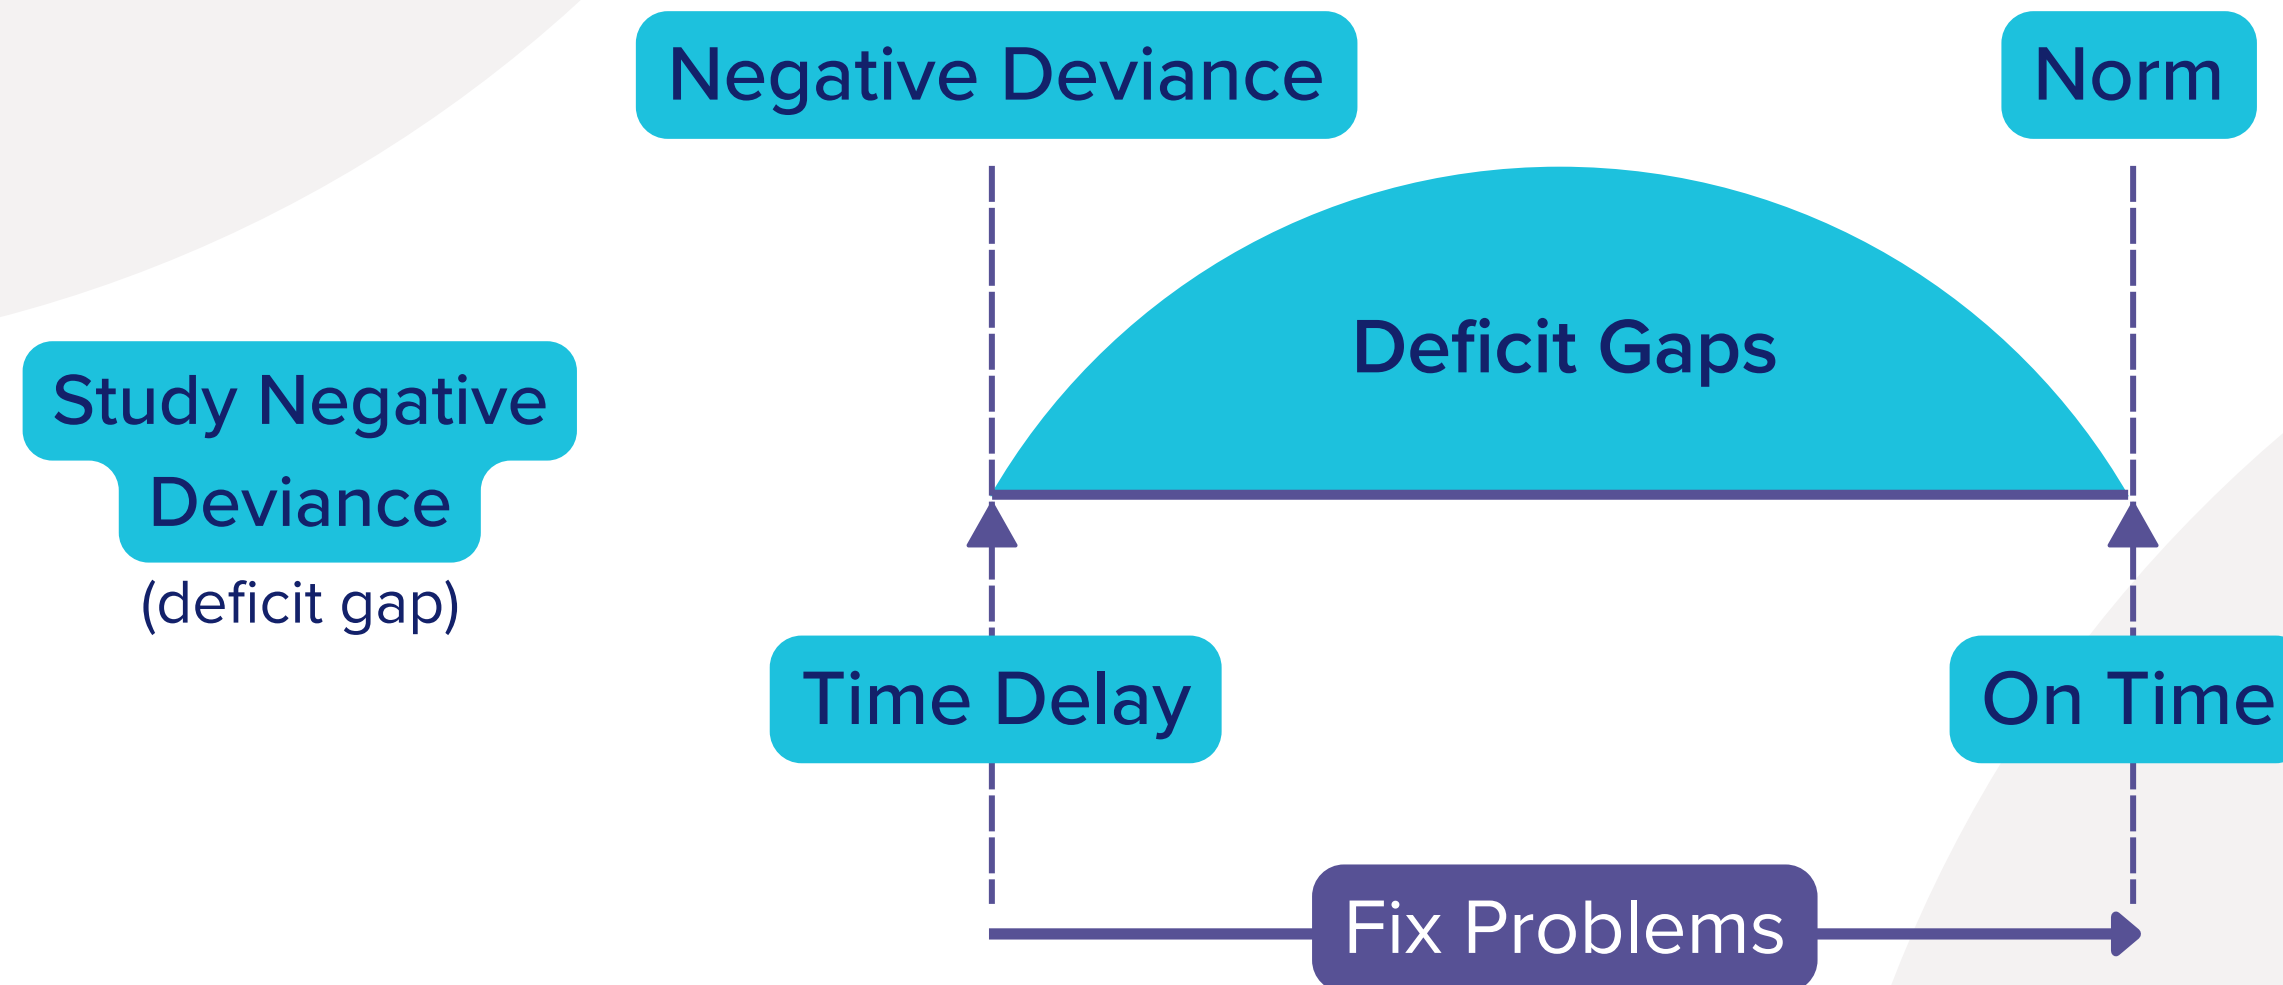 Negative Deviance
Norm
Deficit Gaps
Study Negative
Deviance
(deficit gap)
Time Delay
On Time
Fix Problems